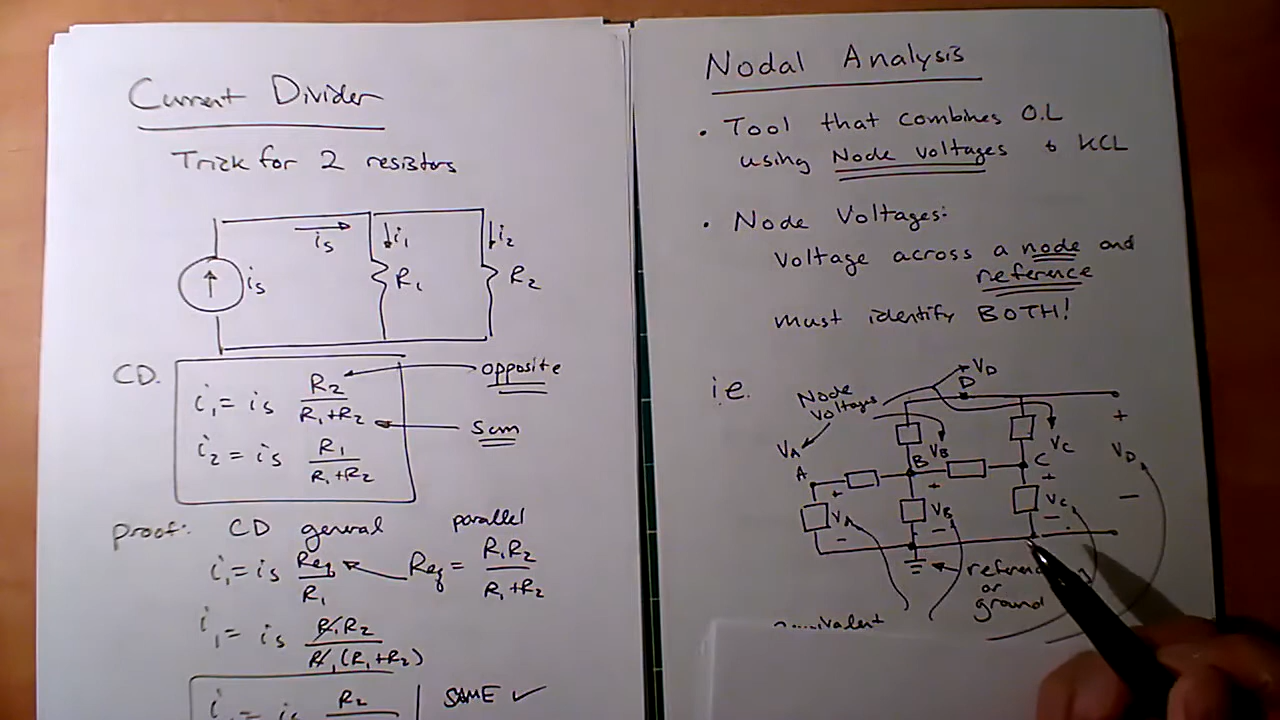 Current Divider
Trick for 2 resistors
is
is
i1
R1
i2
R2
CD.
i1 = is R2 / R1+R2
opposite
i2 = is R1 / R1+R2
sum
Proof: CD general
parallel
i1 = is Req / R1
Req = R1R2 / R1+R2
i1 = is R1R2 / R1(R1+R2)
R2
SAME ✓
Nodal Analysis
• Tool that combines O.L
using Node voltages & KCL
• Node Voltages:
Voltage across a node and
reference
must identify BOTH!
i.e.
Node
Voltages
VD
D
VA
A
VB
B
VC
C
+
VD
−
+
VA
−
+
VB
−
+
VC
−
or
ground